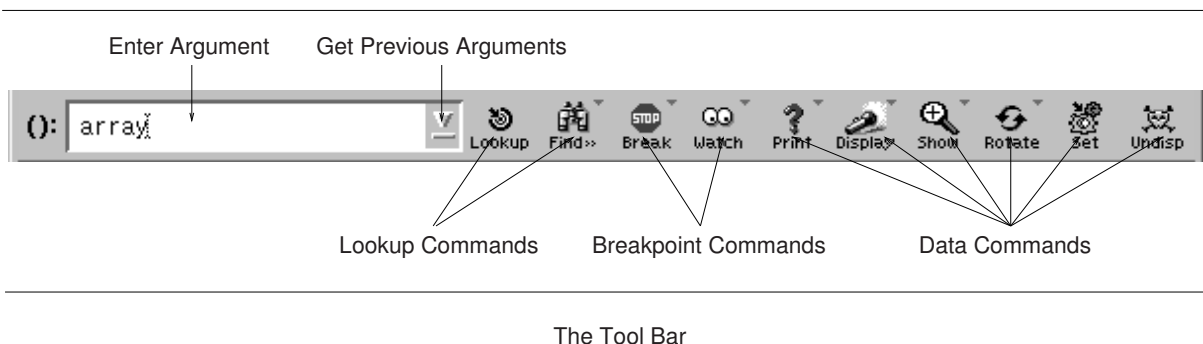 Enter Argument Get Previous Arguments
(): array
Lookup Find» Break Watch Print Display Show Rotate Set Undisp
STOP
Lookup Commands Breakpoint Commands Data Commands
The Tool Bar